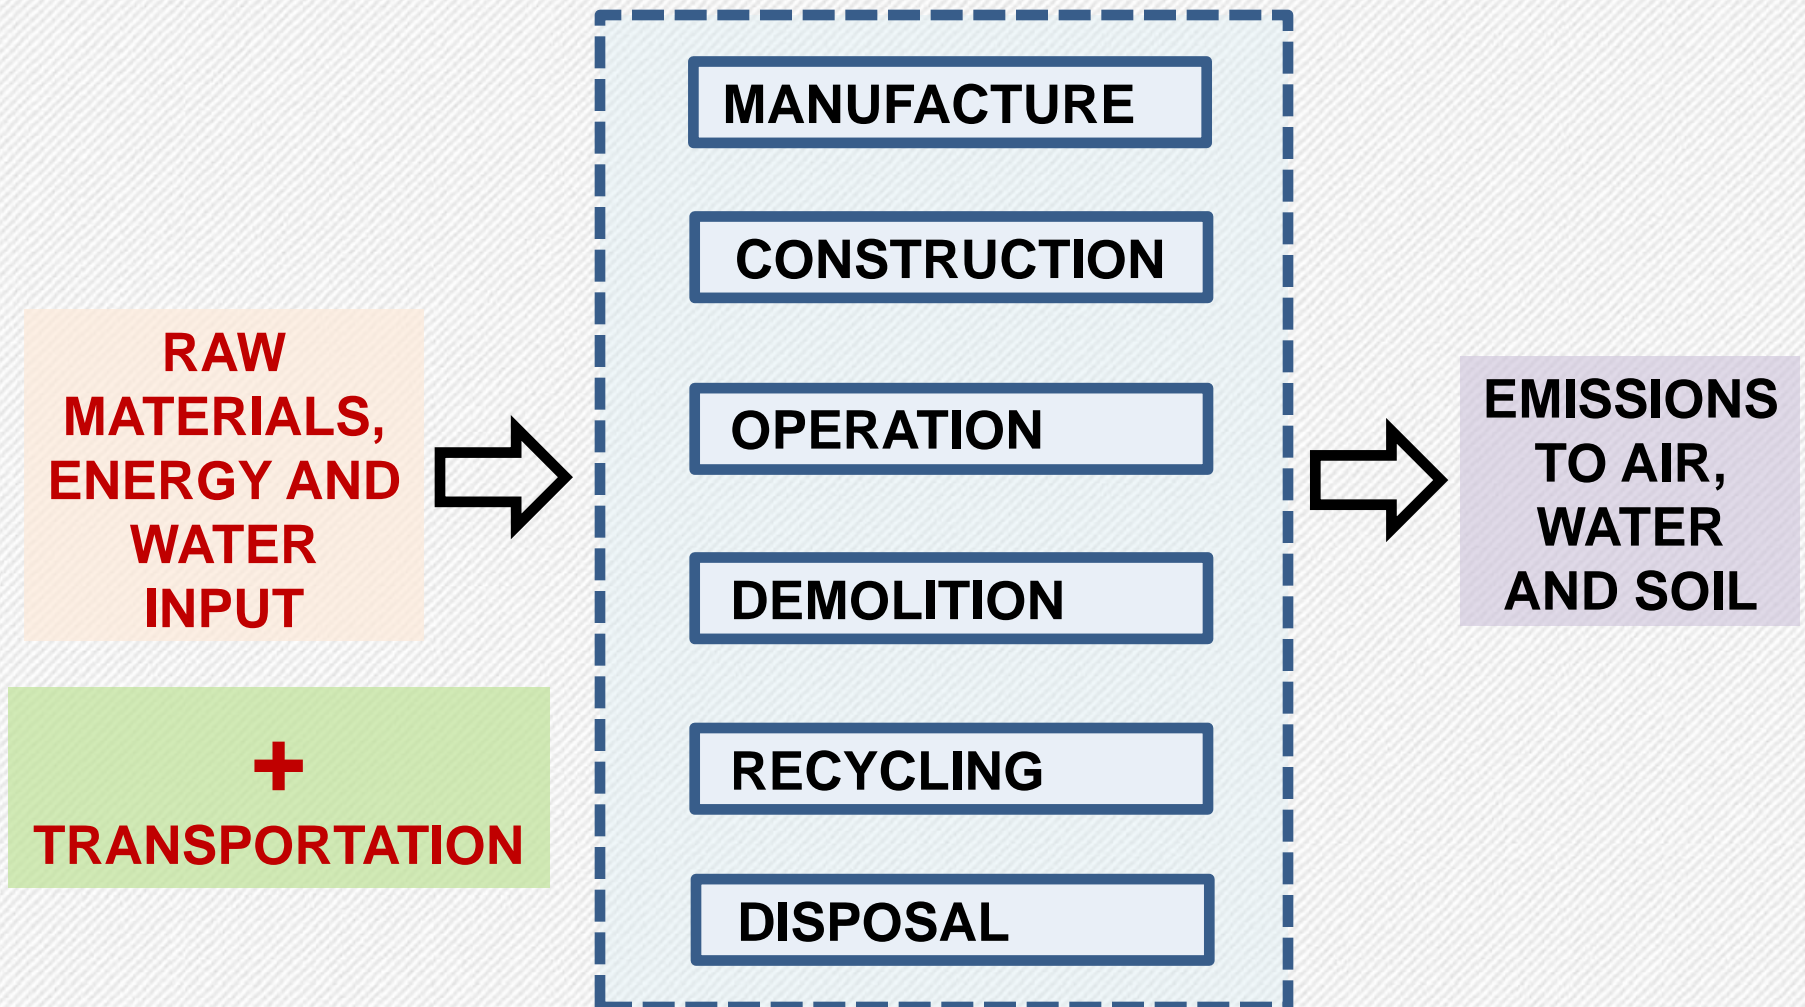 RAW
MATERIALS,
ENERGY AND
WATER
INPUT
+
TRANSPORTATION
MANUFACTURE
CONSTRUCTION
OPERATION
DEMOLITION
RECYCLING
DISPOSAL
EMISSIONS
TO AIR,
WATER
AND SOIL